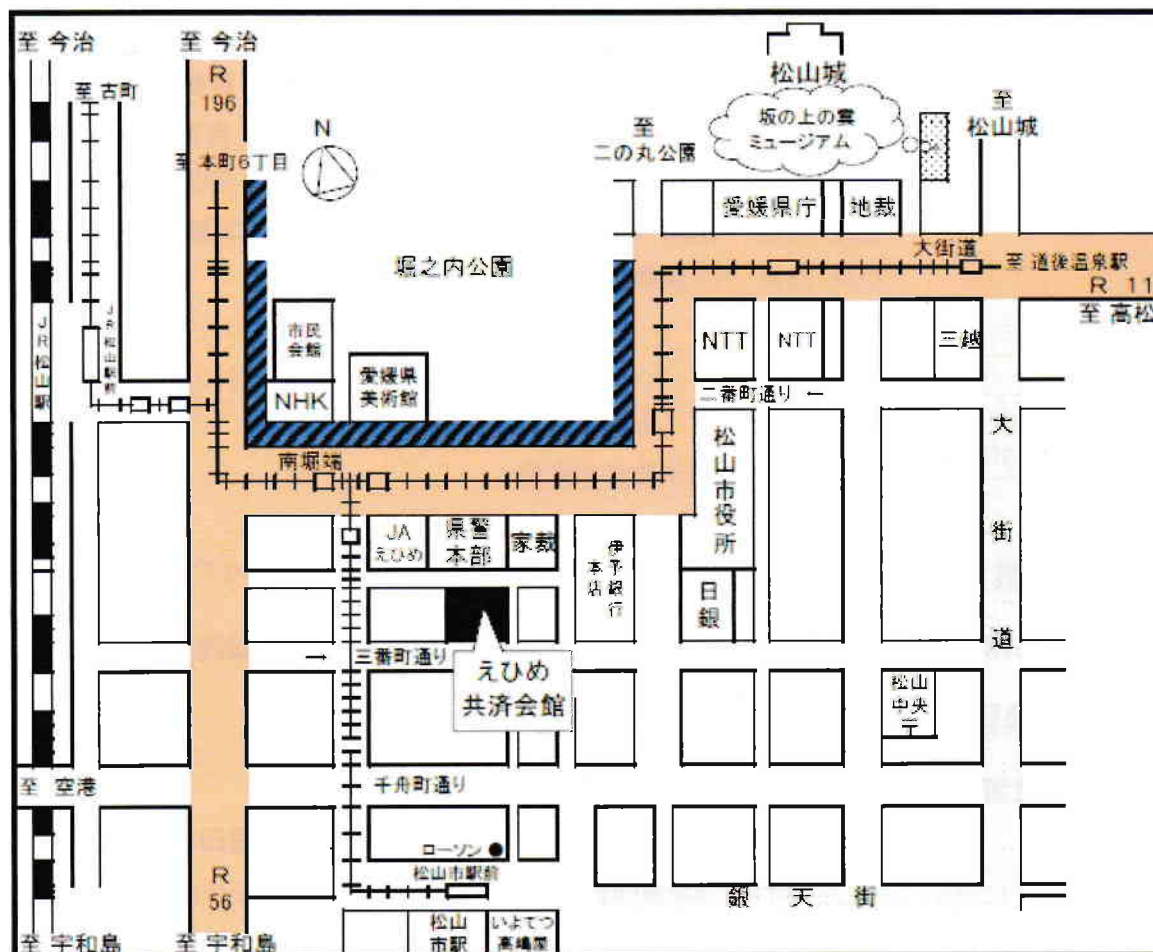 至 今治
至 今治
R
196
至 古町
至 本町6丁目
N
松山城
坂の上の雲
ミュージアム
至
二の丸公園
至
松山城
愛媛県庁
地裁
大街道
至 道後温泉駅
R 11
至 高松
堀之内公園
市民
会館
愛媛県
美術館
NHK
JR松山駅
JR松山駅前
NTT
NTT
三越
二番町通り ←
大街道
松山市役所
南堀端
JA
えひめ
県警
本部
家裁
伊予銀行
本店
日銀
→ 三番町通り
えひめ
共済会館
松山
中央
〒
至 空港
千舟町通り
ローソン
松山市駅前
R
56
銀天街
至 宇和島
至 宇和島
松山
市駅
いよてつ
高嶋屋